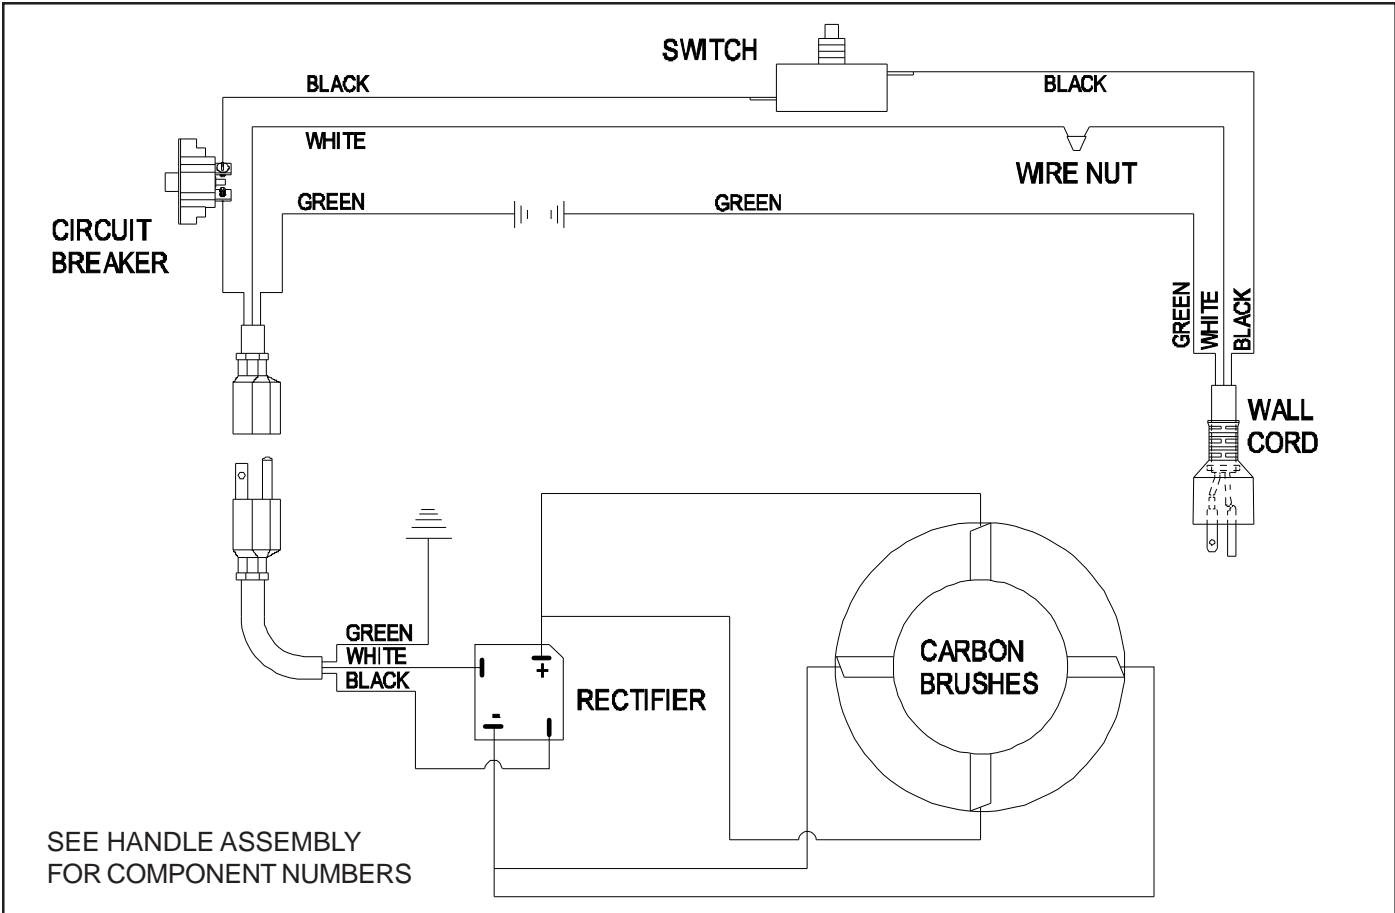 SWITCH
BLACK
BLACK
WHITE
WIRE NUT
GREEN
GREEN
CIRCUIT
BREAKER
GREEN
WHITE
BLACK
WALL
CORD
GREEN
WHITE
BLACK
+
-
RECTIFIER
CARBON
BRUSHES
SEE HANDLE ASSEMBLY
FOR COMPONENT NUMBERS